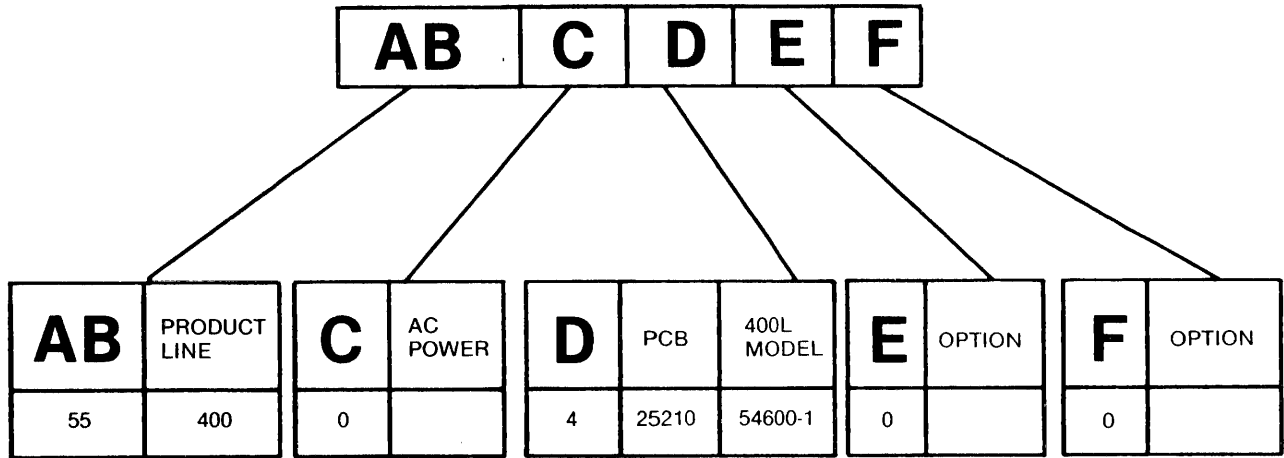 AB C D E F
AB PRODUCT LINE C AC POWER D PCB 400L MODEL E OPTION F OPTION
55 400 0 4 25210 54600-1 0 0